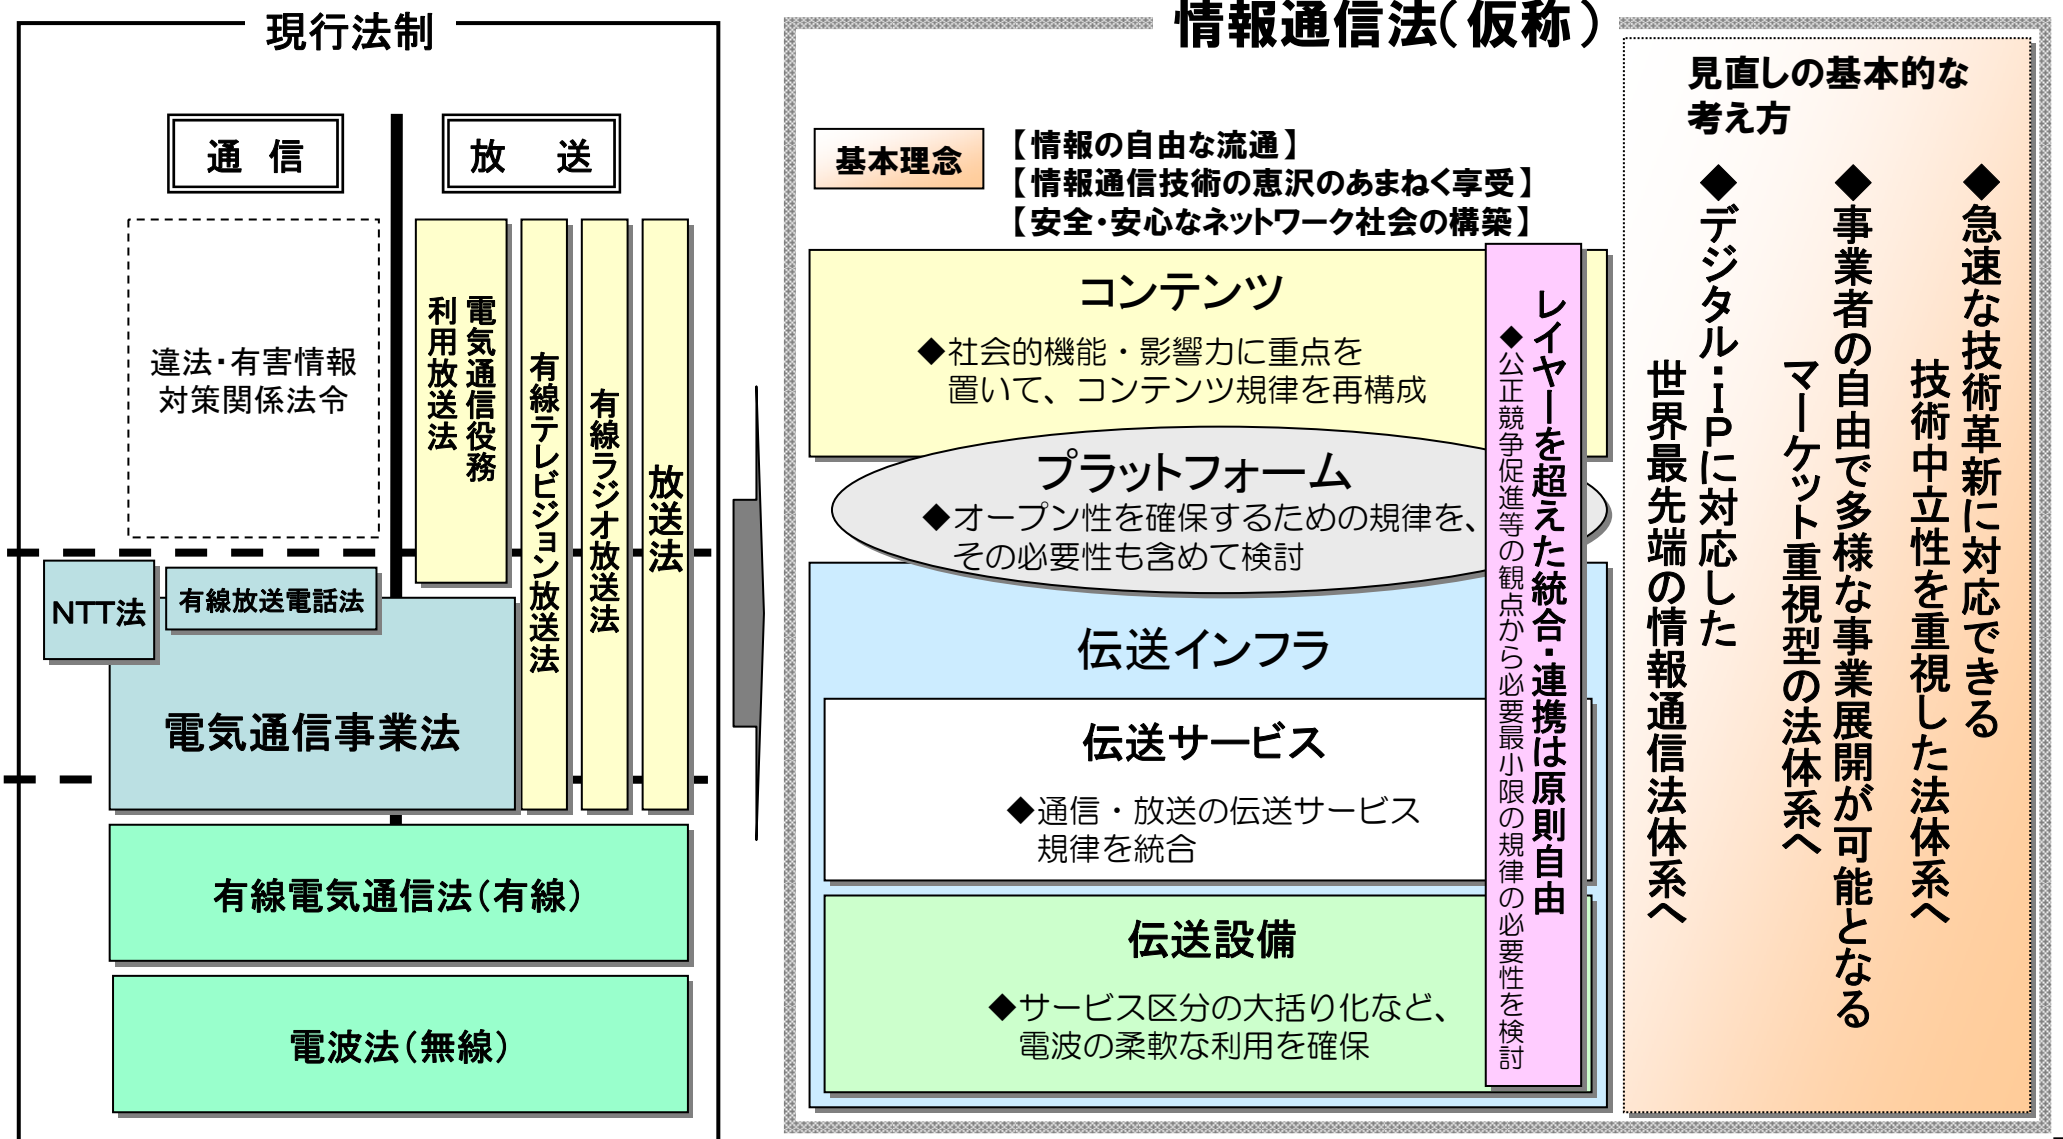 現行法制
通 信
放 送
違法・有害情報
対策関係法令
電気通信役務
利用放送法
有線テレビジョン放送法
有線ラジオ放送法
放送法
NTT法
有線放送電話法
電気通信事業法
有線電気通信法(有線)
電波法(無線)
情報通信法(仮称)
基本理念
【情報の自由な流通】
【情報通信技術の恵沢のあまねく享受】
【安全・安心なネットワーク社会の構築】
コンテンツ
◆社会的機能・影響力に重点を
置いて、コンテンツ規律を再構成
プラットフォーム
◆オープン性を確保するための規律を、
その必要性も含めて検討
伝送インフラ
伝送サービス
◆通信・放送の伝送サービス
規律を統合
伝送設備
◆サービス区分の大括り化など、
電波の柔軟な利用を確保
レイヤーを超えた統合・連携は原則自由
◆公正競争促進等の観点から必要最小限の規律の必要性を検討
見直しの基本的な
考え方
◆急速な技術革新に対応できる
技術中立性を重視した法体系へ
◆事業者の自由で多様な事業展開が可能となる
マーケット重視型の法体系へ
◆デジタル・IPに対応した
世界最先端の情報通信法体系へ